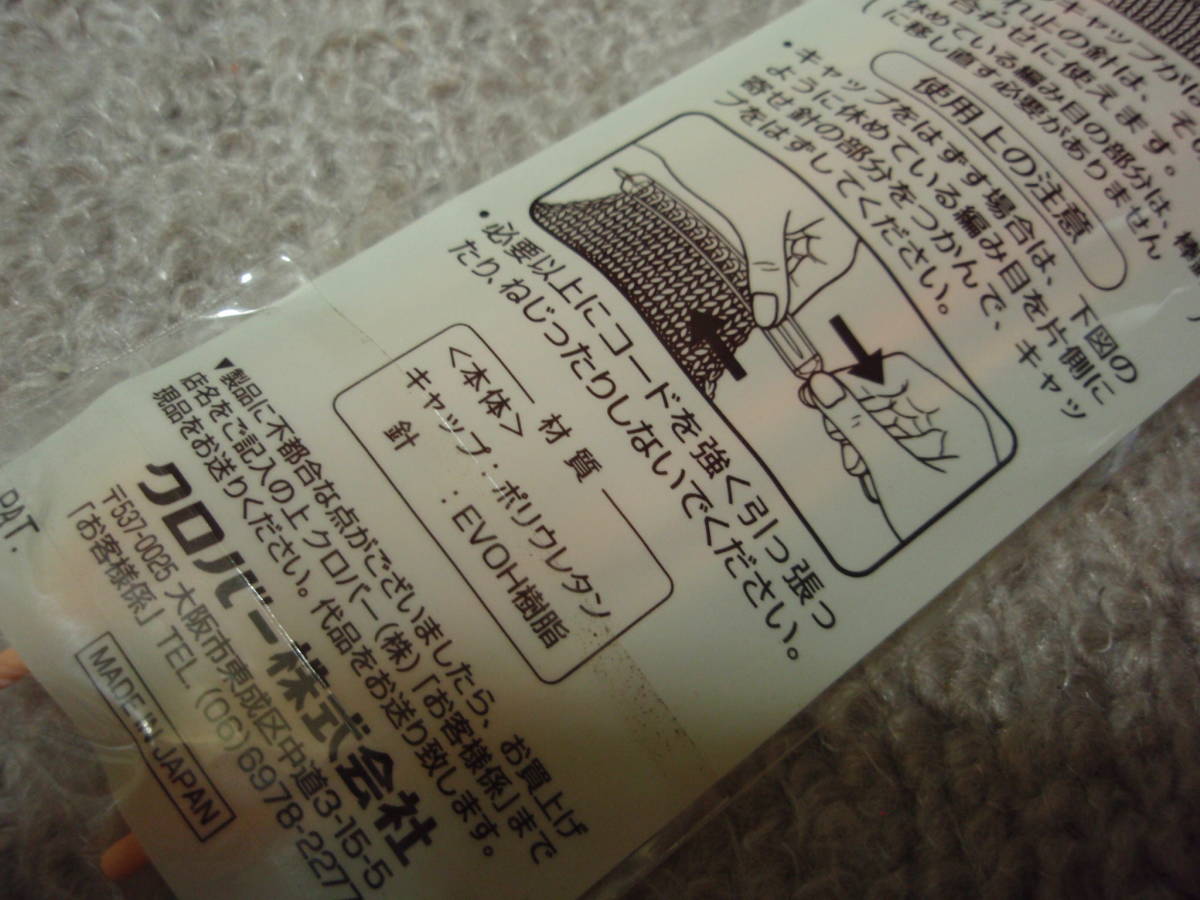 キャップが
れ止の針は、そ
合わせに使えます。
休めている編み目の部分は、
に移し直す必要がありません
使用上の注意
・キャップをはずす場合は、下図の
ように休めている編み目を片側に
寄せ針の部分をつかんで、キャッ
プをはずしてください。
・必要以上にコードを強く引っ張っ
たり、ねじったりしないでください。
材質
<本体>
キャップ：ポリウレタン
針：EVOH樹脂
▼製品に不都合な点がございましたら、お買上げ
店名をご記入の上クロバー(株)「お客様係」まで
現品をお送りください。代品をお送り致します。
クロバー株式会社
〒537-0025 大阪市東成区中道3-15-5
「お客様係」TEL.(06)6978-227
MADE IN JAPAN
PAT.